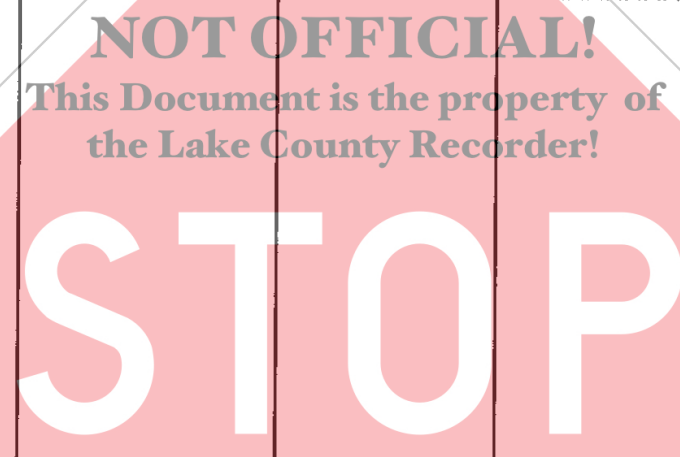 NOT OFFICIAL!
This Document is the property of
the Lake County Recorder!
STOP